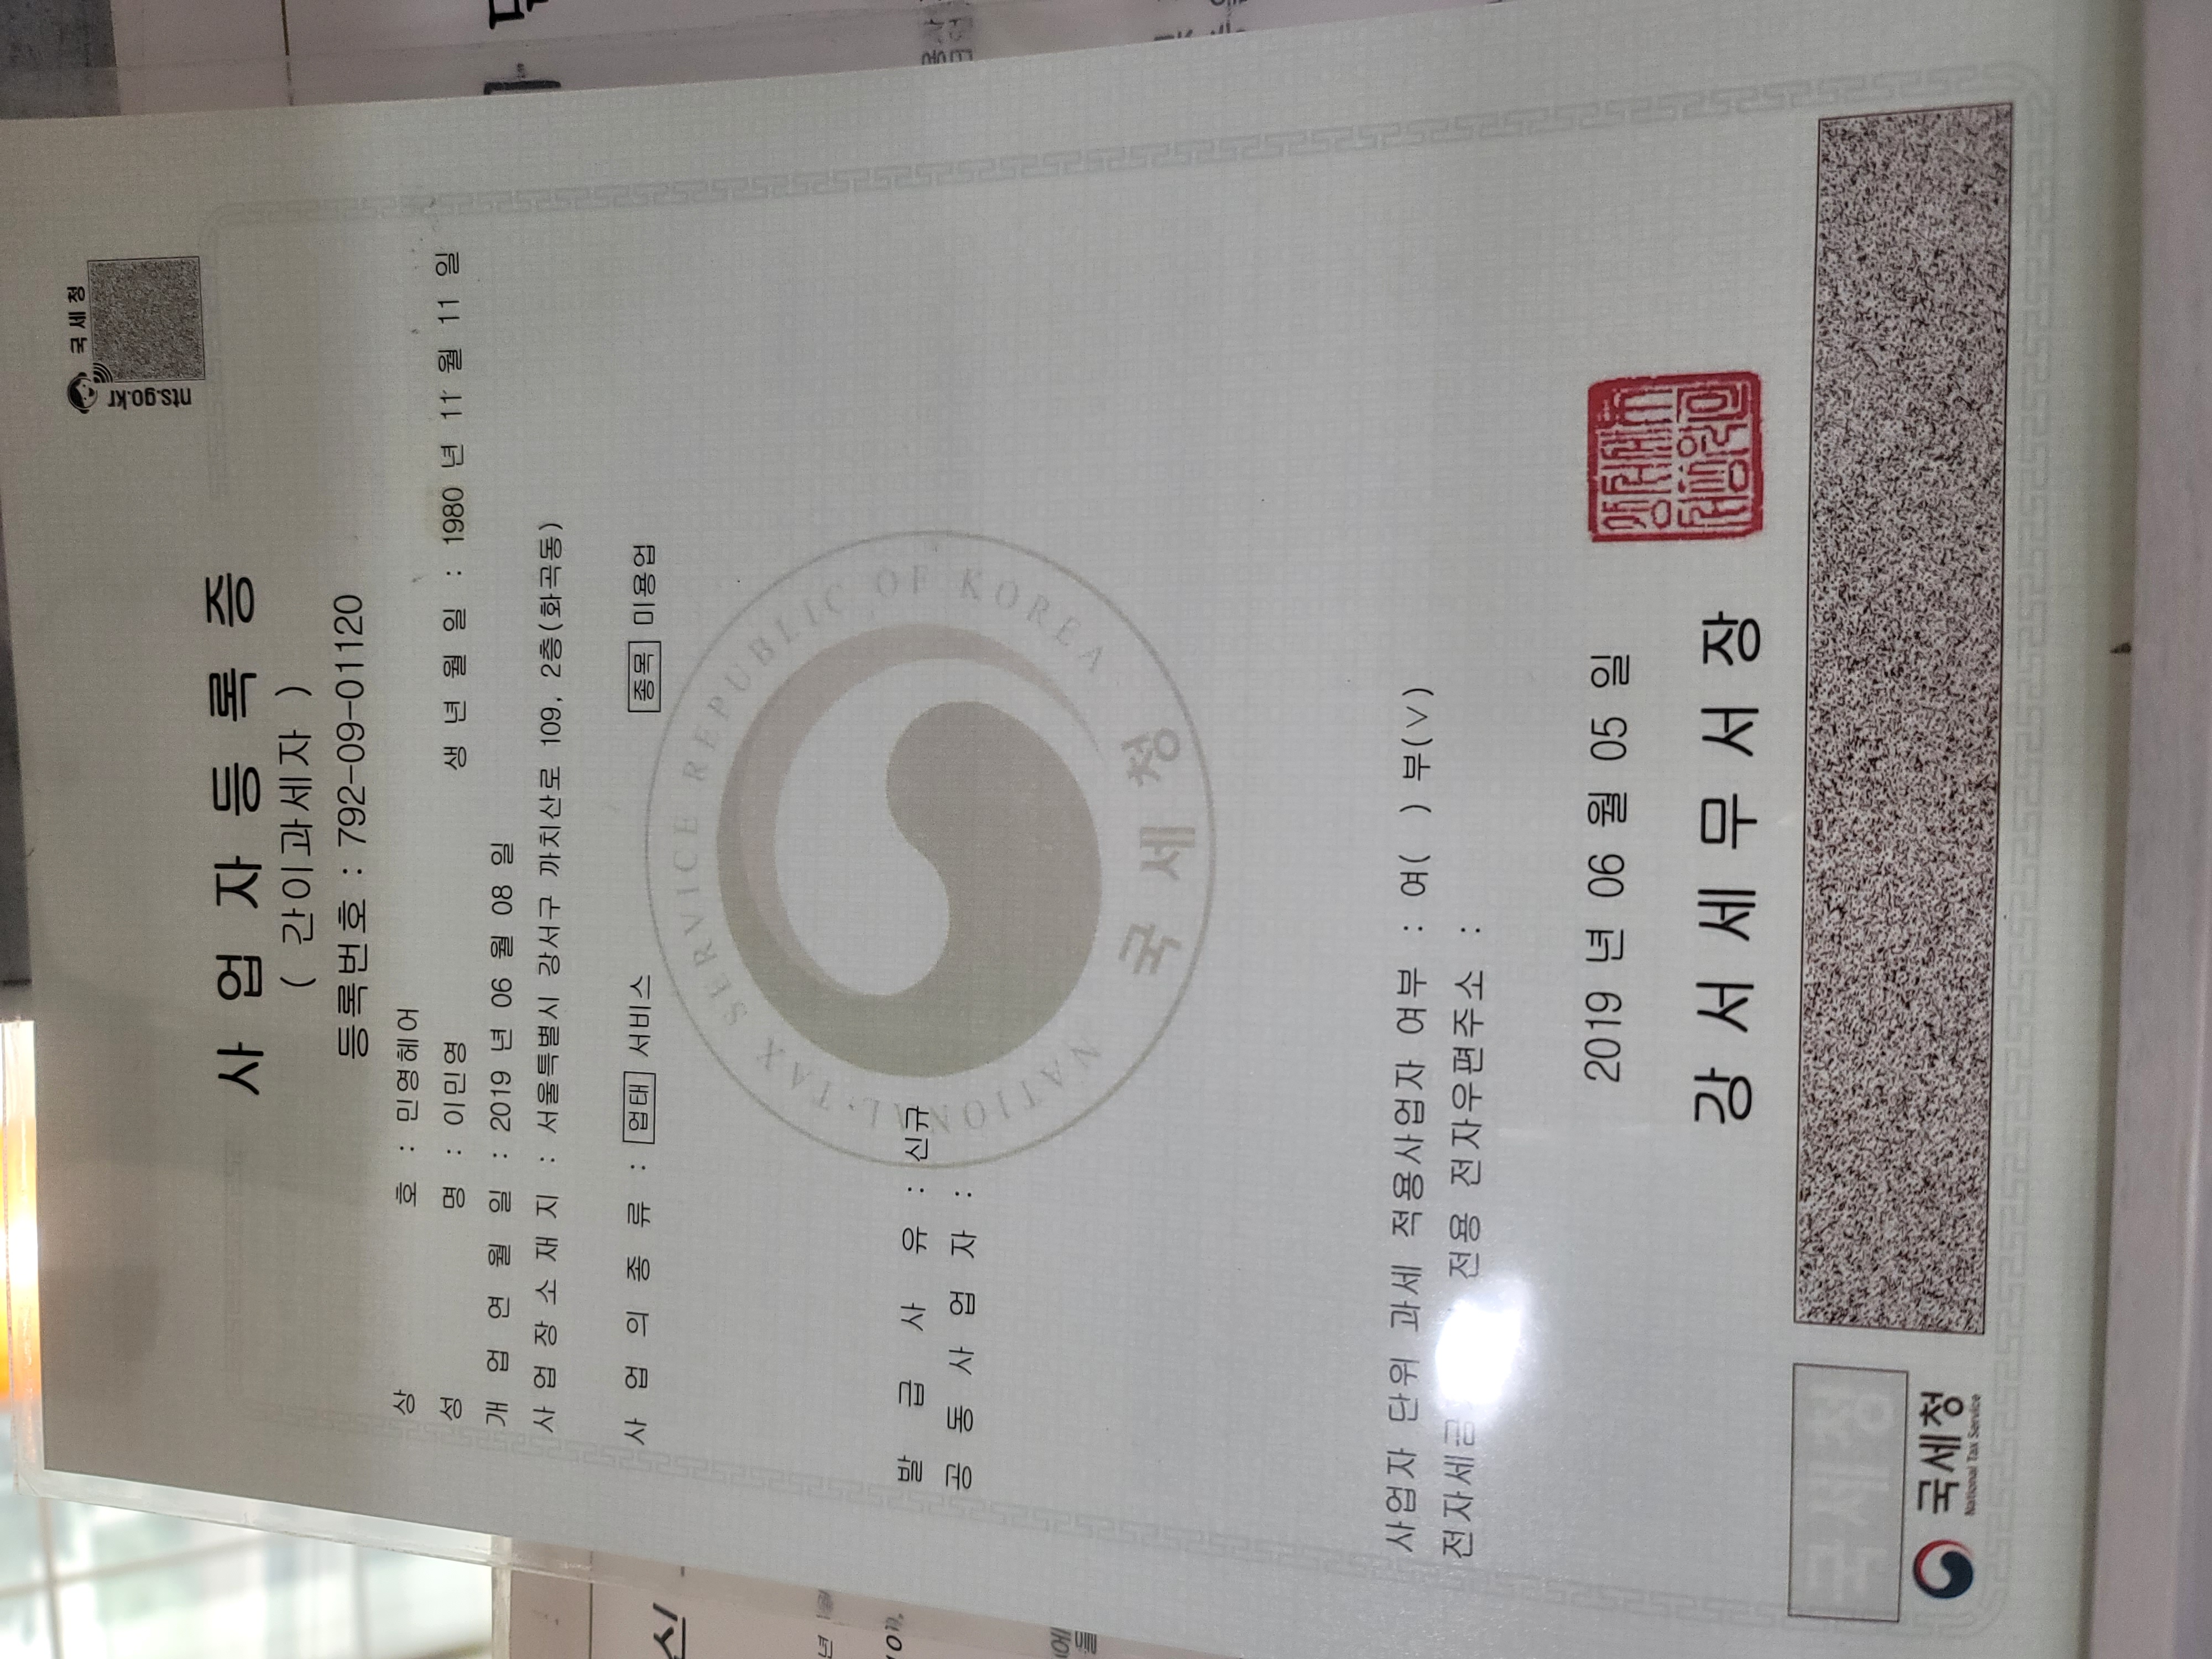 국세청
nts.go.kr
사업자등록증
( 간이과세자 )
등록번호 : 792-09-01120
상 호 : 민영헤어
성 명 : 이민영 생 년 월 일 : 1980 년 11 월 11 일
개 업 연 월 일 : 2019 년 06 월 08 일
사 업 장 소 재 지 : 서울특별시 강서구 까치산로 109, 2층(화곡동)
사 업 의 종 류 : 업태 서비스 종목 미용업
NATIONAL TAX SERVICE REPUBLIC OF KOREA
국세청
발 급 사 유 : 신규
공 동 사 업 자 :
사업자 단위 과세 적용사업자 여부 : 여( ) 부(∨)
전자세금 전용 전자우편주소 :
2019 년 06 월 05 일
강서세무서장
국세청
국세청
National Tax Service